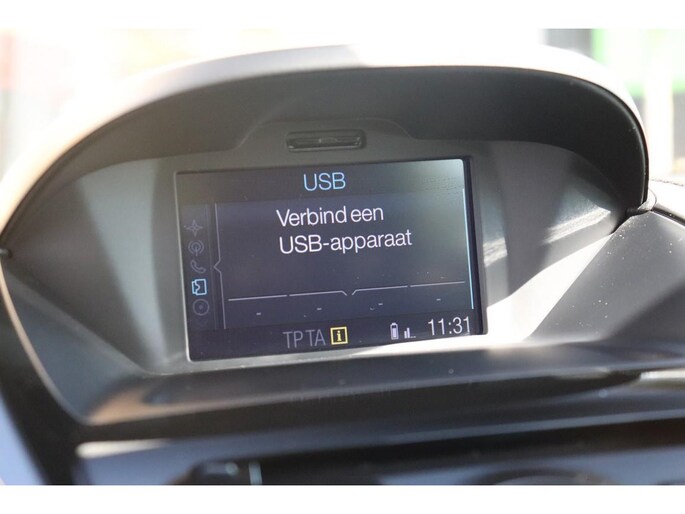 USB
Verbind een
USB-apparaat
TP TA i 11:31